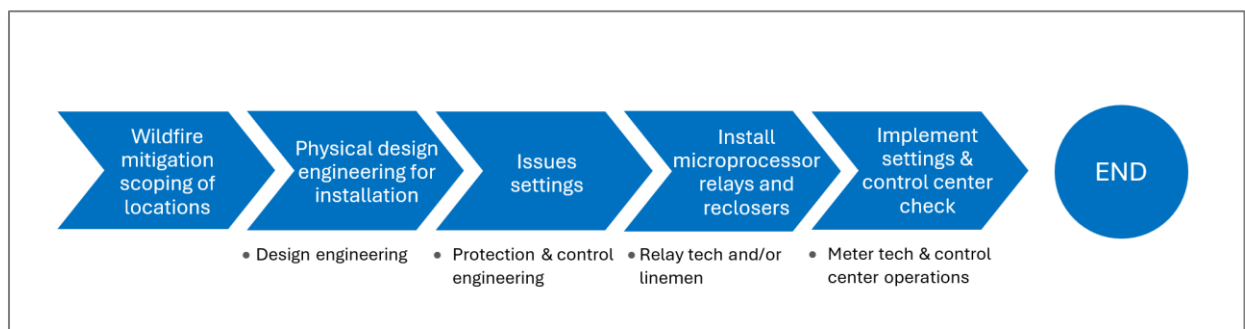 Wildfire
mitigation
scoping of
locations
Physical design
engineering for
installation
Issues
settings
Install
microprocessor
relays and
reclosers
Implement
settings &
control center
check
END
• Design engineering
• Protection & control
engineering
• Relay tech and/or
linemen
• Meter tech & control
center operations